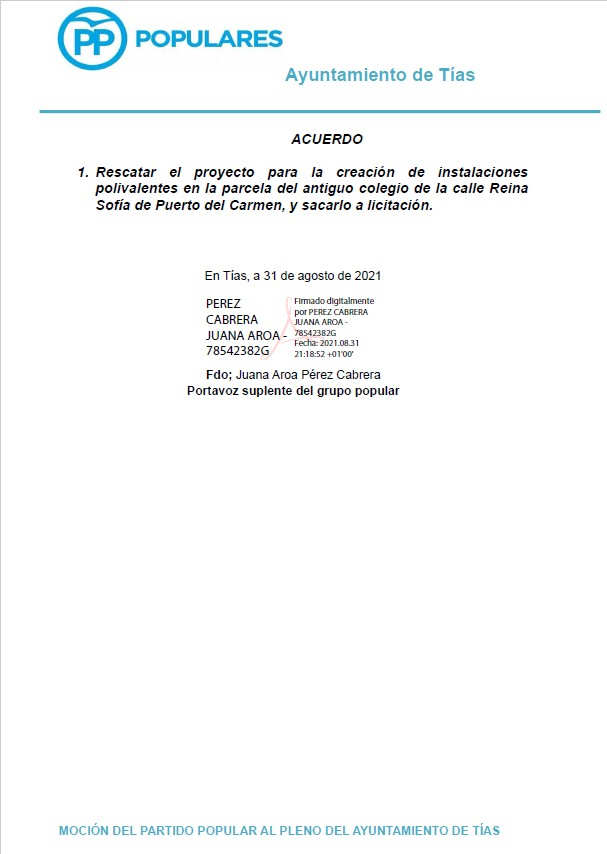 PP POPULARES
Ayuntamiento de Tías
ACUERDO
1. Rescatar el proyecto para la creación de instalaciones
polivalentes en la parcela del antiguo colegio de la calle Reina
Sofía de Puerto del Carmen, y sacarlo a licitación.
En Tías, a 31 de agosto de 2021
PEREZ
CABRERA
JUANA AROA -
78542382G
Firmado digitalmente
por PEREZ CABRERA
JUANA AROA -
78542382G
Fecha: 2021.08.31
21:18:52 +01'00'
Fdo; Juana Aroa Pérez Cabrera
Portavoz suplente del grupo popular
MOCIÓN DEL PARTIDO POPULAR AL PLENO DEL AYUNTAMIENTO DE TÍAS